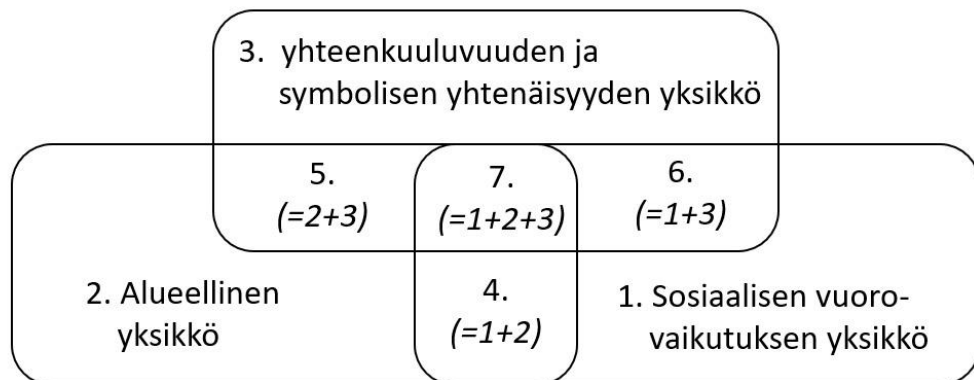 3. yhteenkuuluvuuden ja
symbolisen yhtenäisyyden yksikkö
5.
(=2+3)
7.
(=1+2+3)
6.
(=1+3)
2. Alueellinen
yksikkö
4.
(=1+2)
1. Sosiaalisen vuoro-
vaikutuksen yksikkö